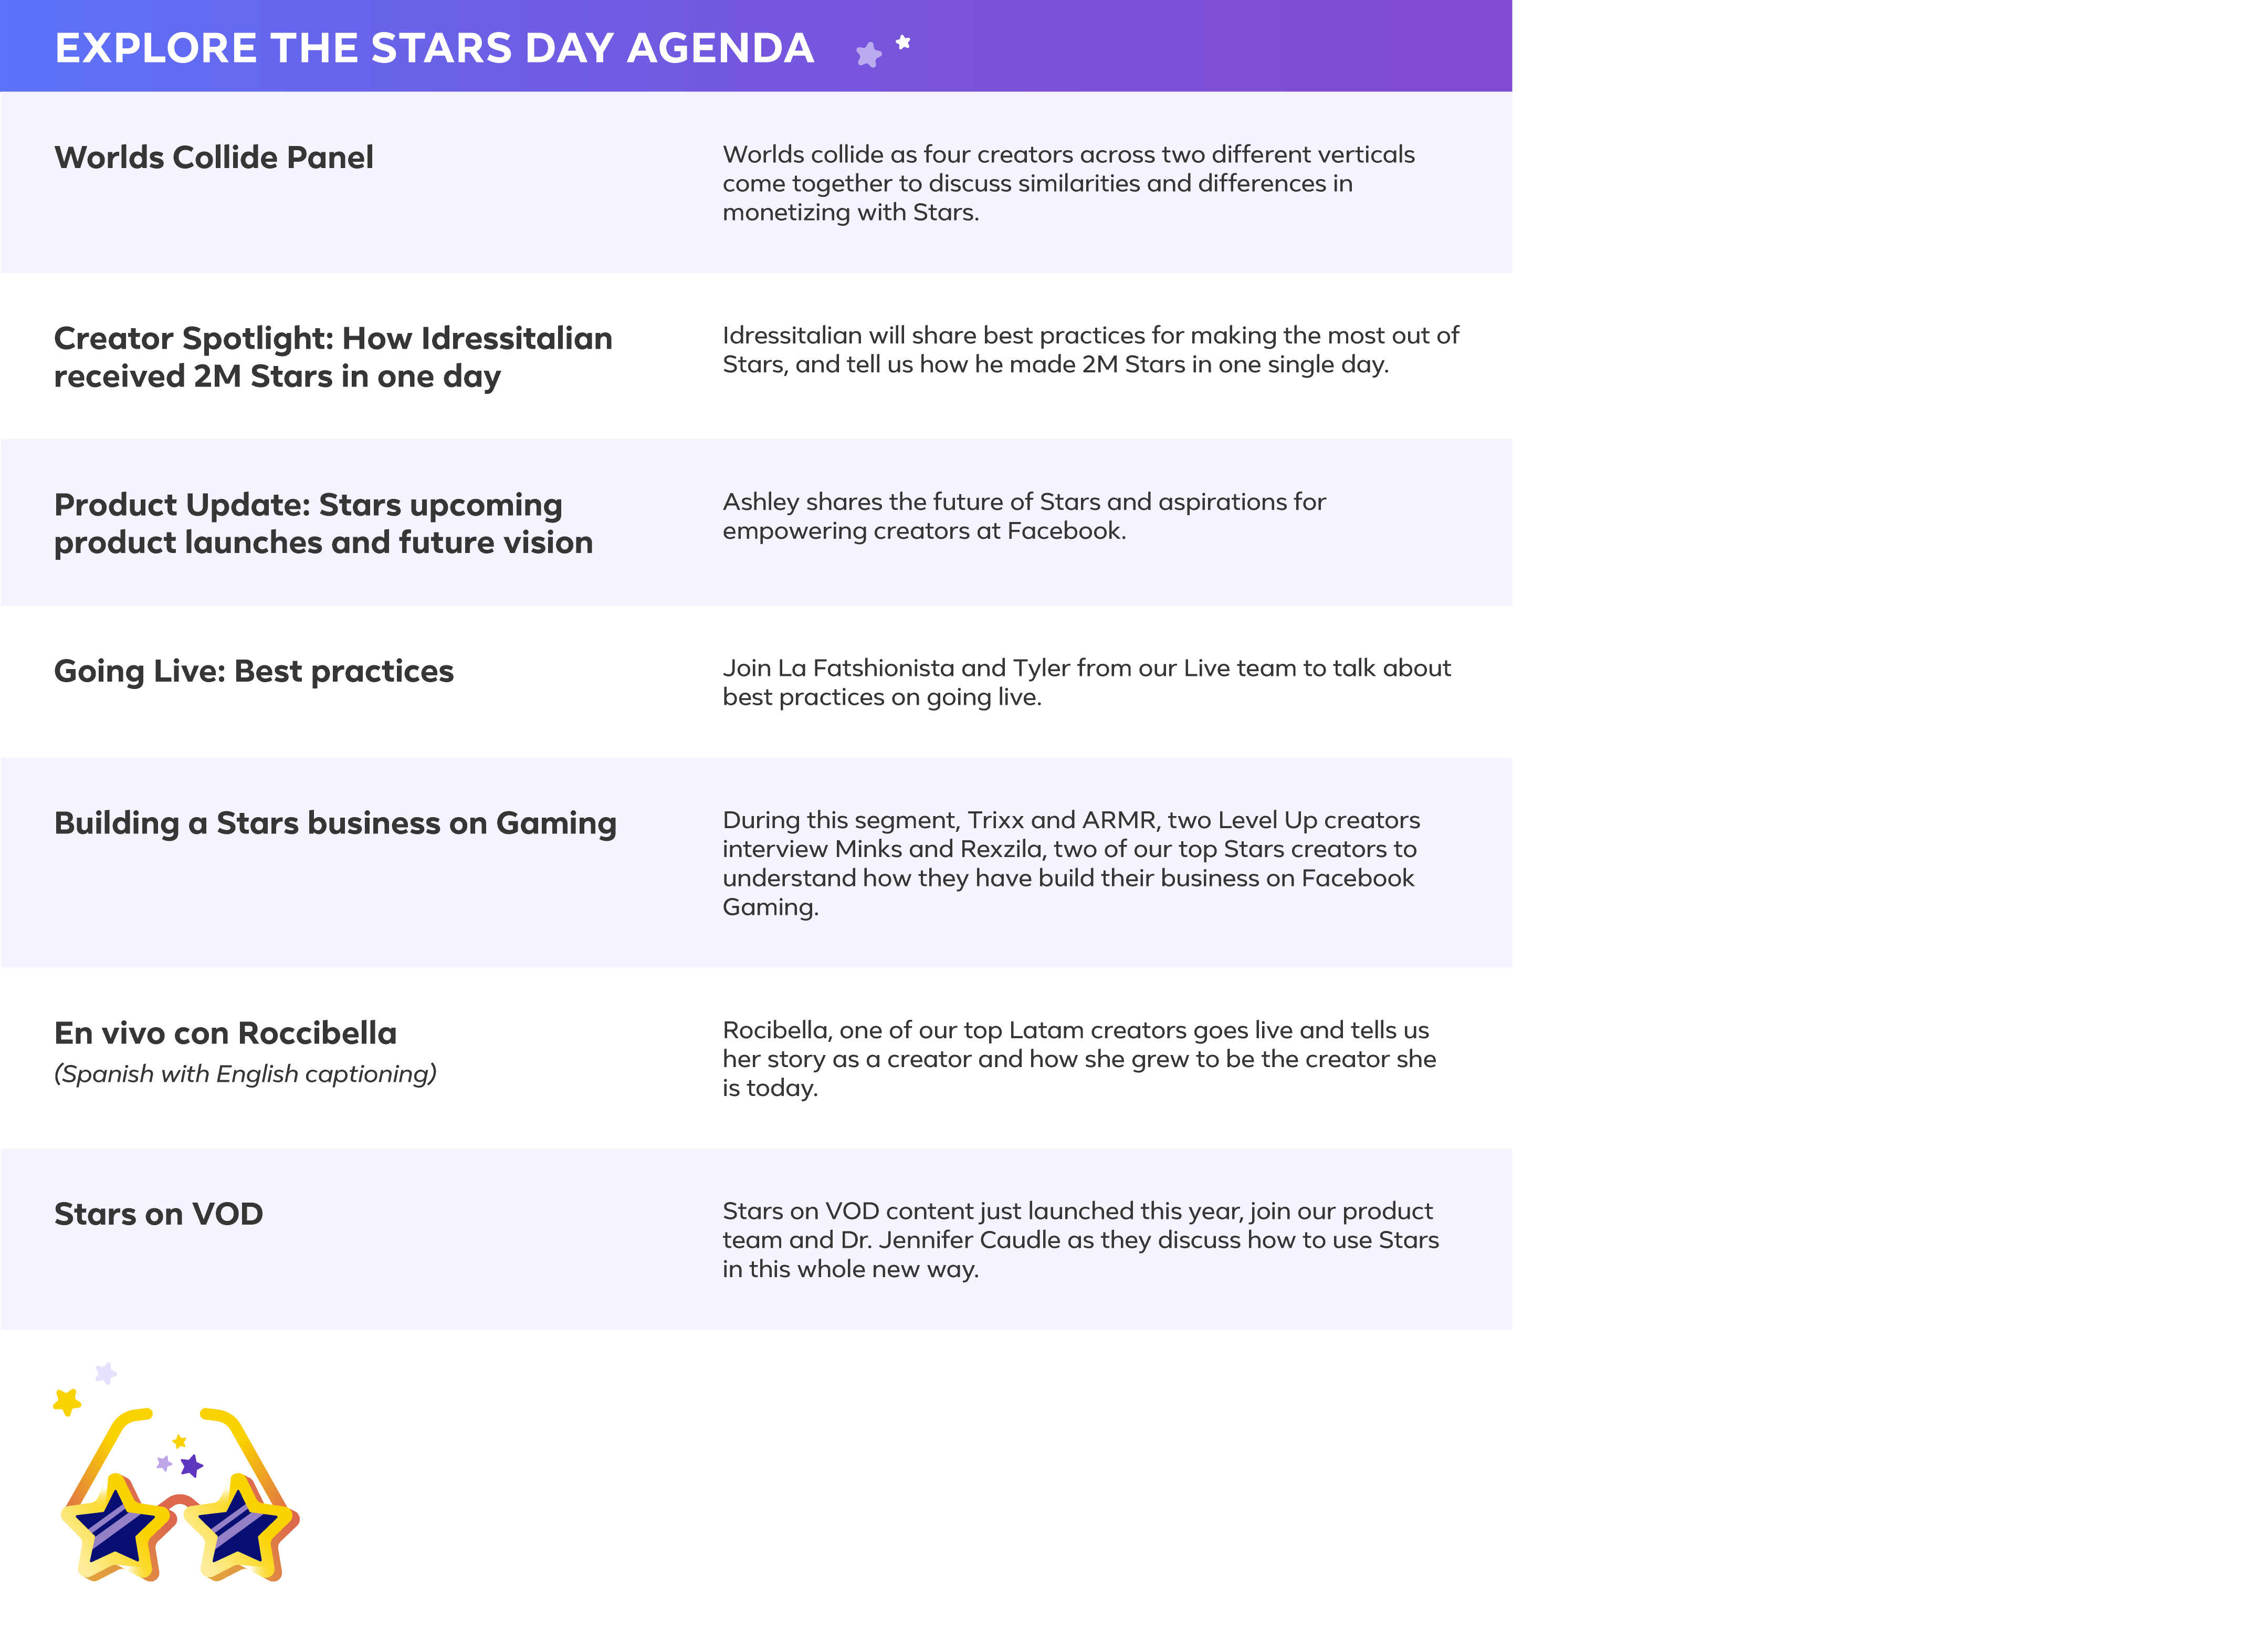 EXPLORE THE STARS DAY AGENDA
Worlds Collide Panel
Worlds collide as four creators across two different verticals
come together to discuss similarities and differences in
monetizing with Stars.
Creator Spotlight: How Idressitalian
received 2M Stars in one day
Idressitalian will share best practices for making the most out of
Stars, and tell us how he made 2M Stars in one single day.
Product Update: Stars upcoming
product launches and future vision
Ashley shares the future of Stars and aspirations for
empowering creators at Facebook.
Going Live: Best practices
Join La Fatshionista and Tyler from our Live team to talk about
best practices on going live.
Building a Stars business on Gaming
During this segment, Trixx and ARMR, two Level Up creators
interview Minks and Rexzila, two of our top Stars creators to
understand how they have build their business on Facebook
Gaming.
En vivo con Roccibella
(Spanish with English captioning)
Rocibella, one of our top Latam creators goes live and tells us
her story as a creator and how she grew to be the creator she
is today.
Stars on VOD
Stars on VOD content just launched this year, join our product
team and Dr. Jennifer Caudle as they discuss how to use Stars
in this whole new way.